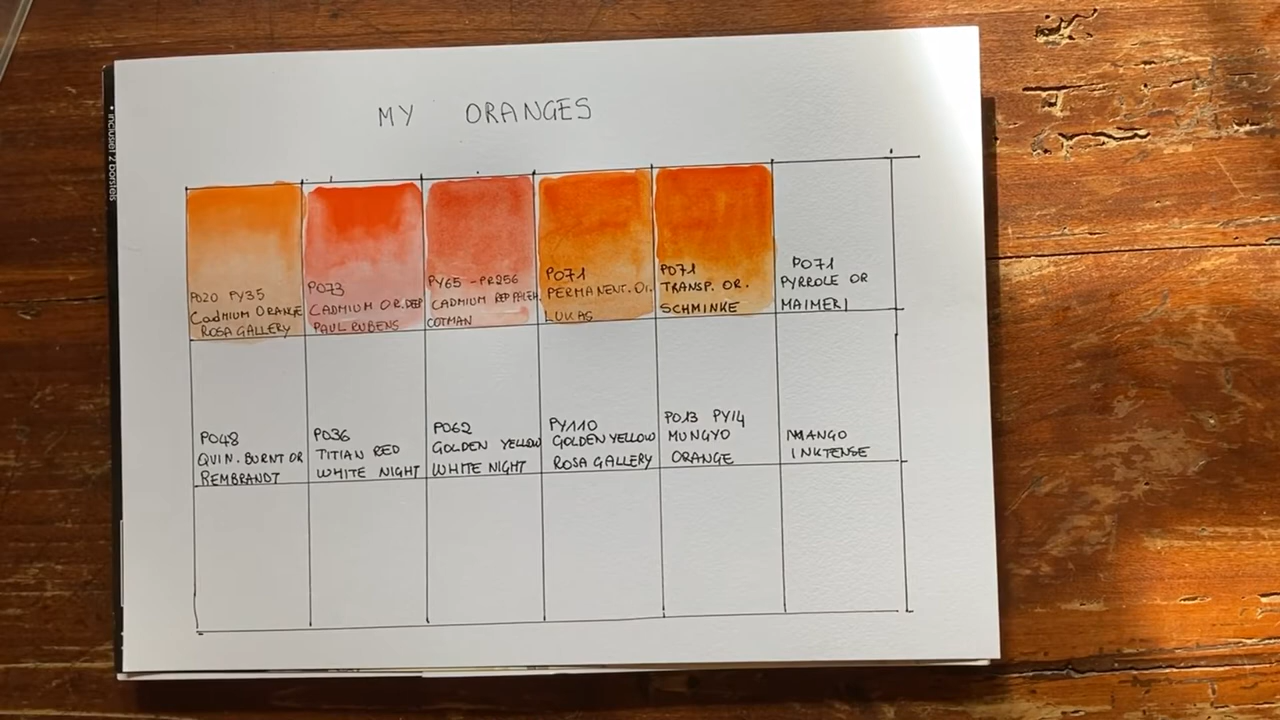 MY ORANGES
PO20 PY35
CADMIUM ORANGE
ROSA GALLERY
PO73
CADMIUM OR. DEEP
PAUL RUBENS
PY65 - PR256
CADMIUM RED
COTMAN
PO71
PERMANENT. OR.
LUKAS
PO71
TRANSP. OR.
SCHMINKE
PO71
PYRROLE OR
MAIMERI
PO48
QUIN. BURNT OR
REMBRANDT
PO36
TITIAN RED
WHITE NIGHT
PO62
GOLDEN YELLOW
WHITE NIGHT
PY110
GOLDEN YELLOW
ROSA GALLERY
PO13 PY14
MUNGYO
ORANGE
MANGO
INKTENSE
• inclusief 2 borstels